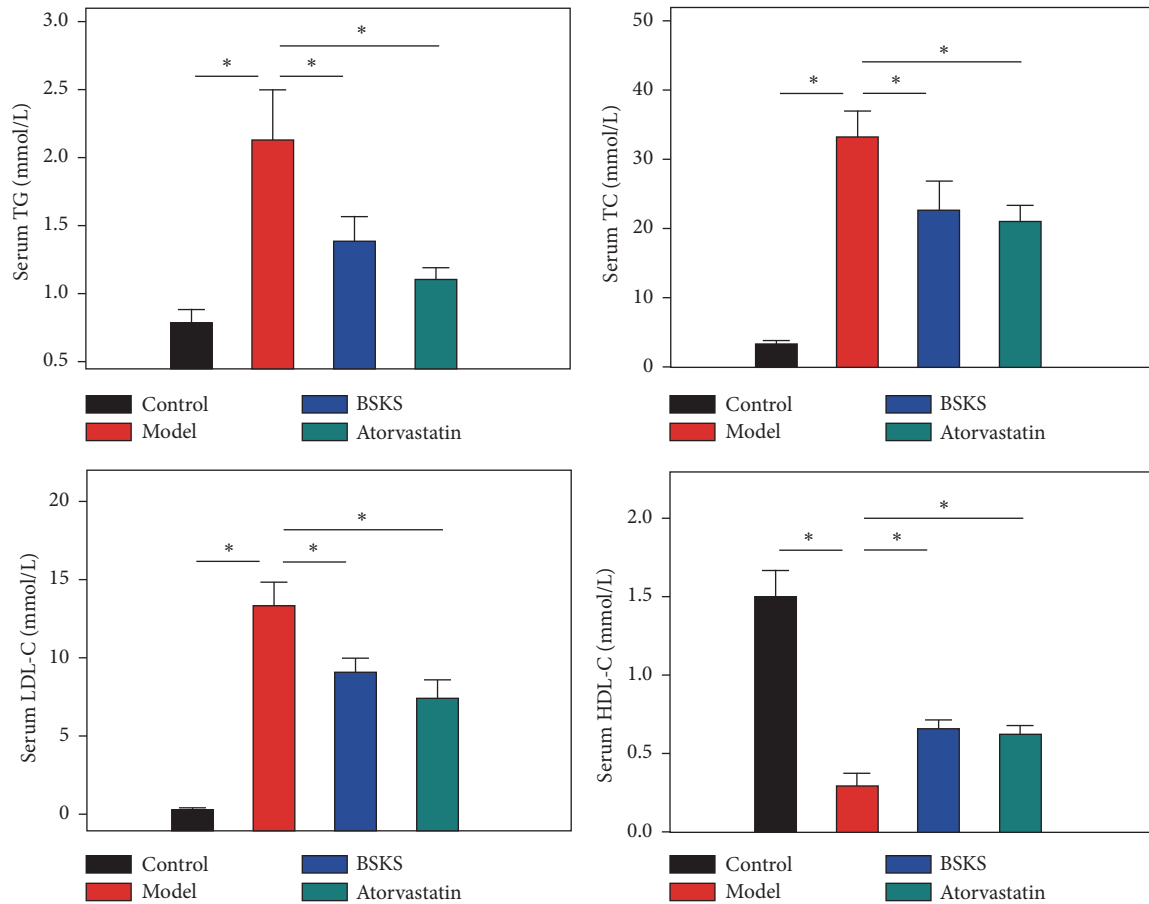 3.0
2.5
2.0
1.5
1.0
0.5
Serum TG (mmol/L)
*
*
*
Control
BSKS
Model
Atorvastatin
50
40
30
20
10
0
Serum TC (mmol/L)
*
*
*
Control
BSKS
Model
Atorvastatin
20
15
10
5
0
Serum LDL-C (mmol/L)
*
*
*
Control
BSKS
Model
Atorvastatin
2.0
1.5
1.0
0.5
0.0
Serum HDL-C (mmol/L)
*
*
*
Control
BSKS
Model
Atorvastatin